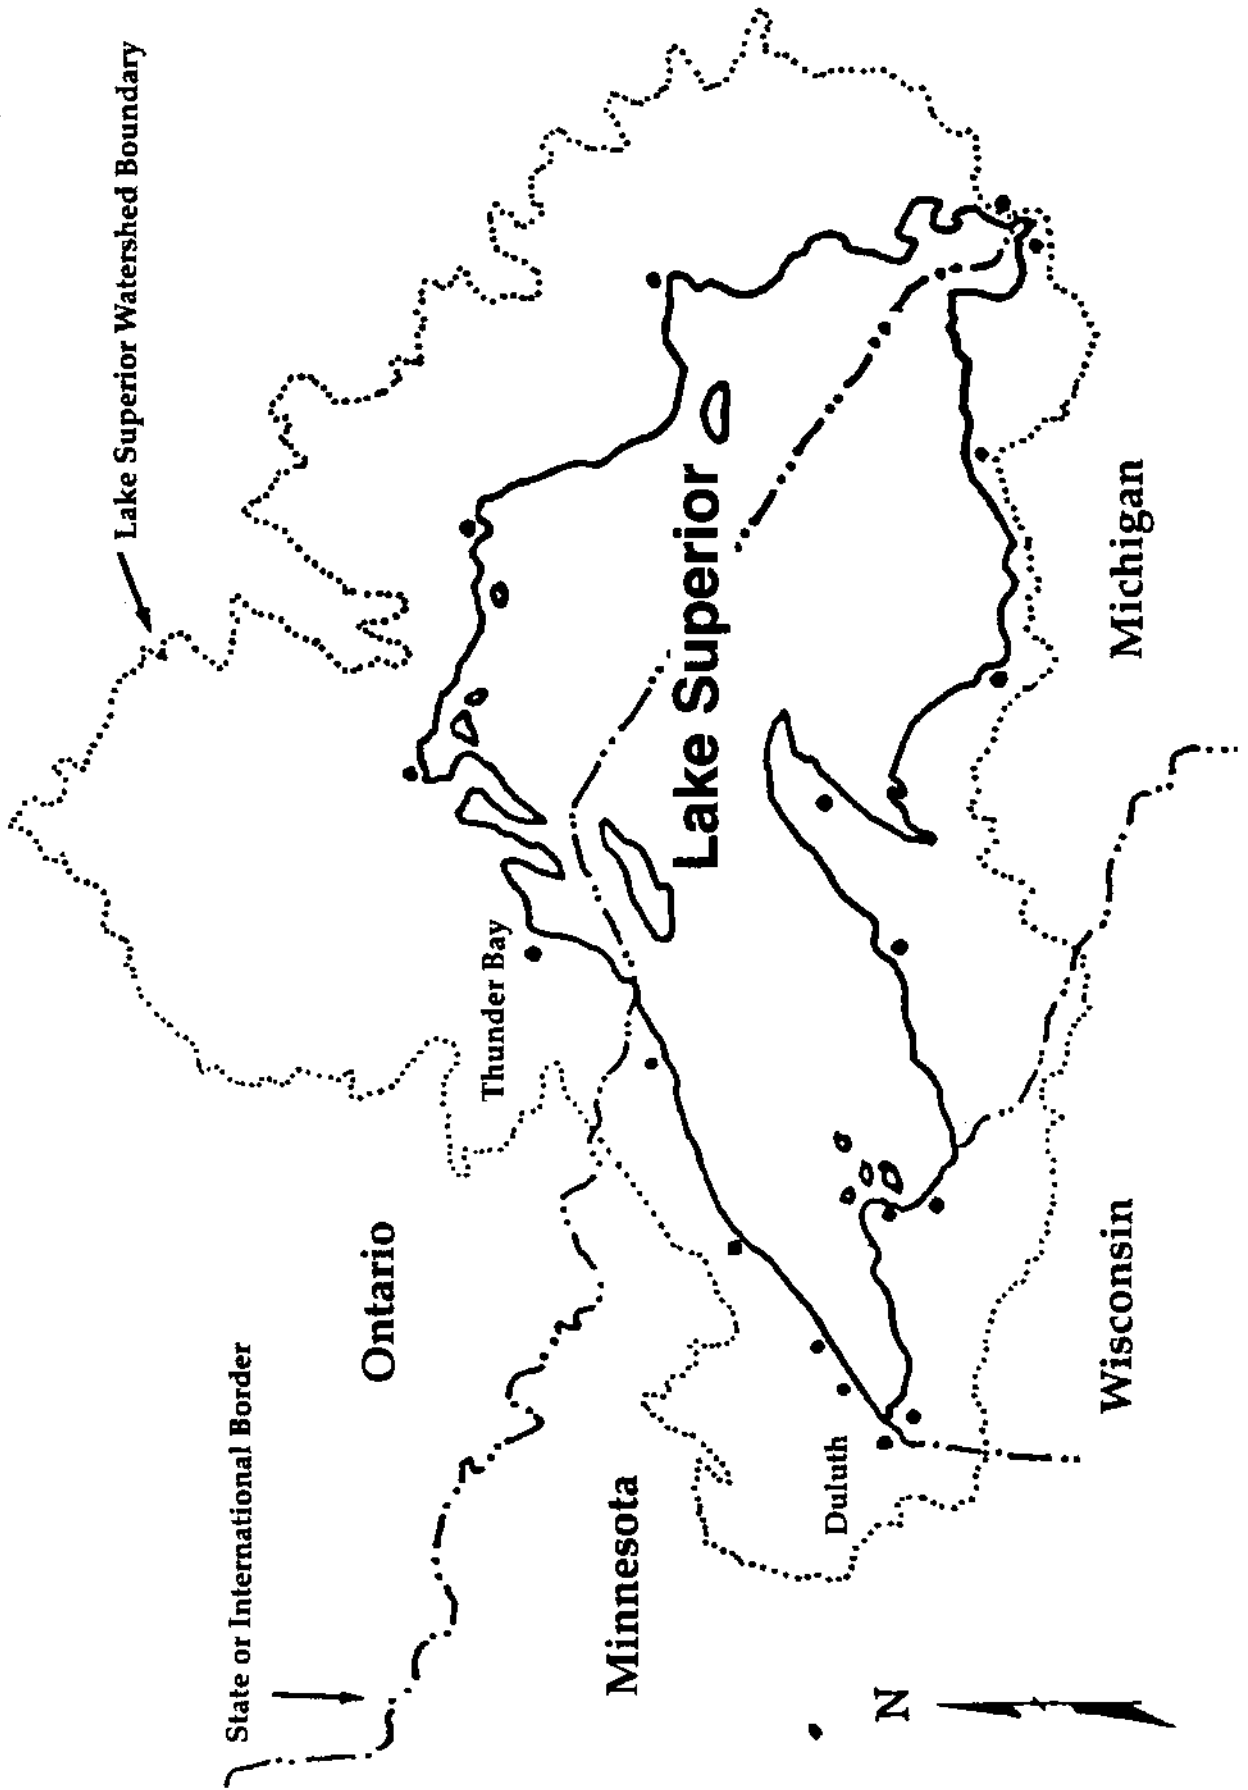 Lake Superior Watershed Boundary
State or International Border
Ontario
Thunder Bay
Minnesota
Lake Superior
Duluth
N
Wisconsin
Michigan